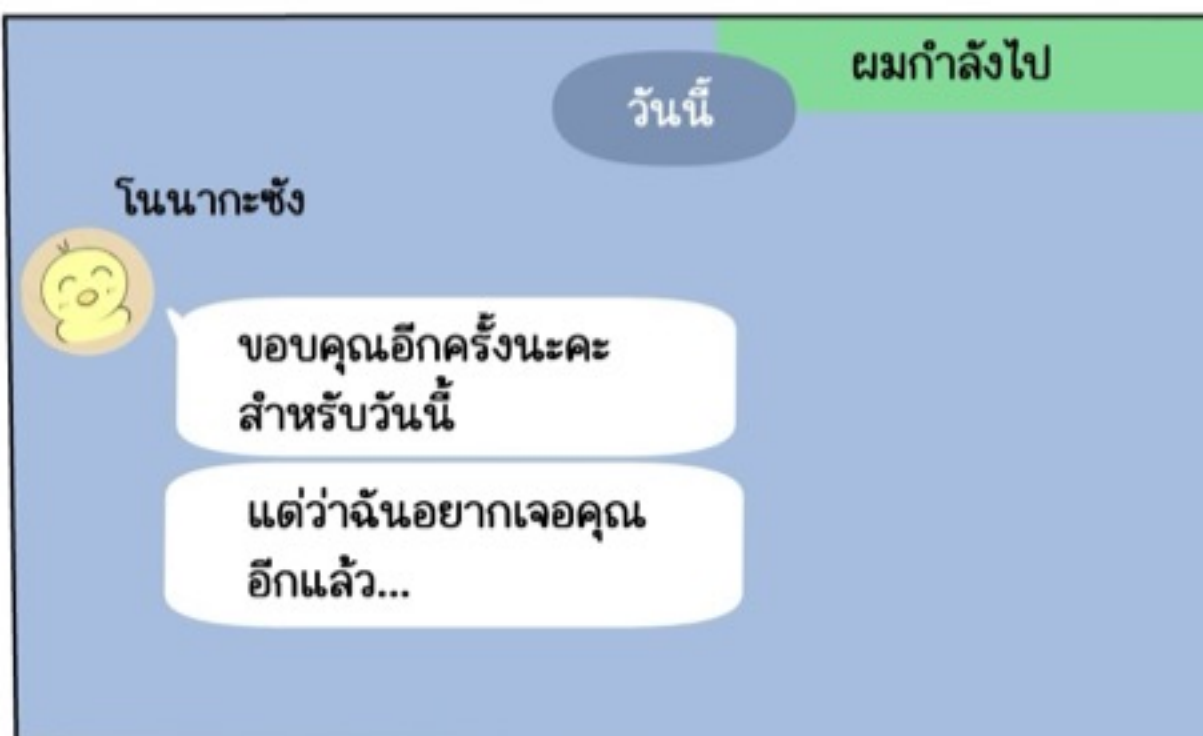 ผมกำลังไป
วันนี้
โนนากะซัง
ขอบคุณอีกครั้งนะคะ
สำหรับวันนี้
แต่ว่าฉันอยากเจอคุณ
อีกแล้ว...